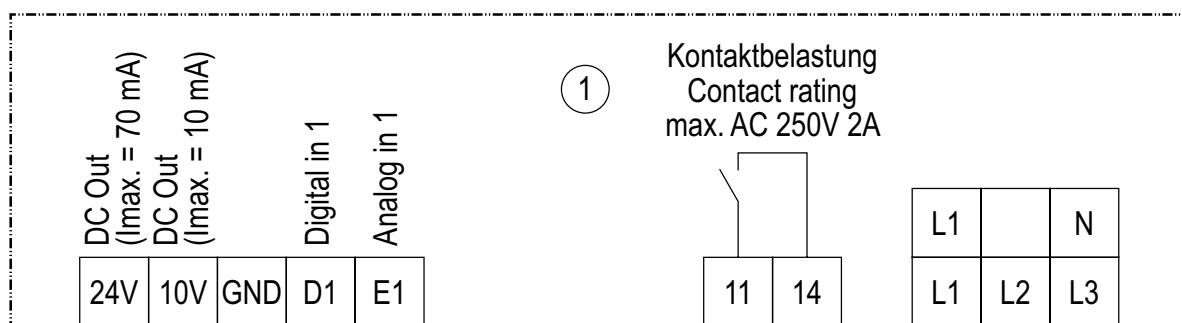 DC Out
(Imax. = 70 mA)
DC Out
(Imax. = 10 mA)
Digital in 1
Analog in 1
1
Kontaktbelastung
Contact rating
max. AC 250V 2A
L1 N
24V 10V GND D1 E1
11 14
L1 L2 L3